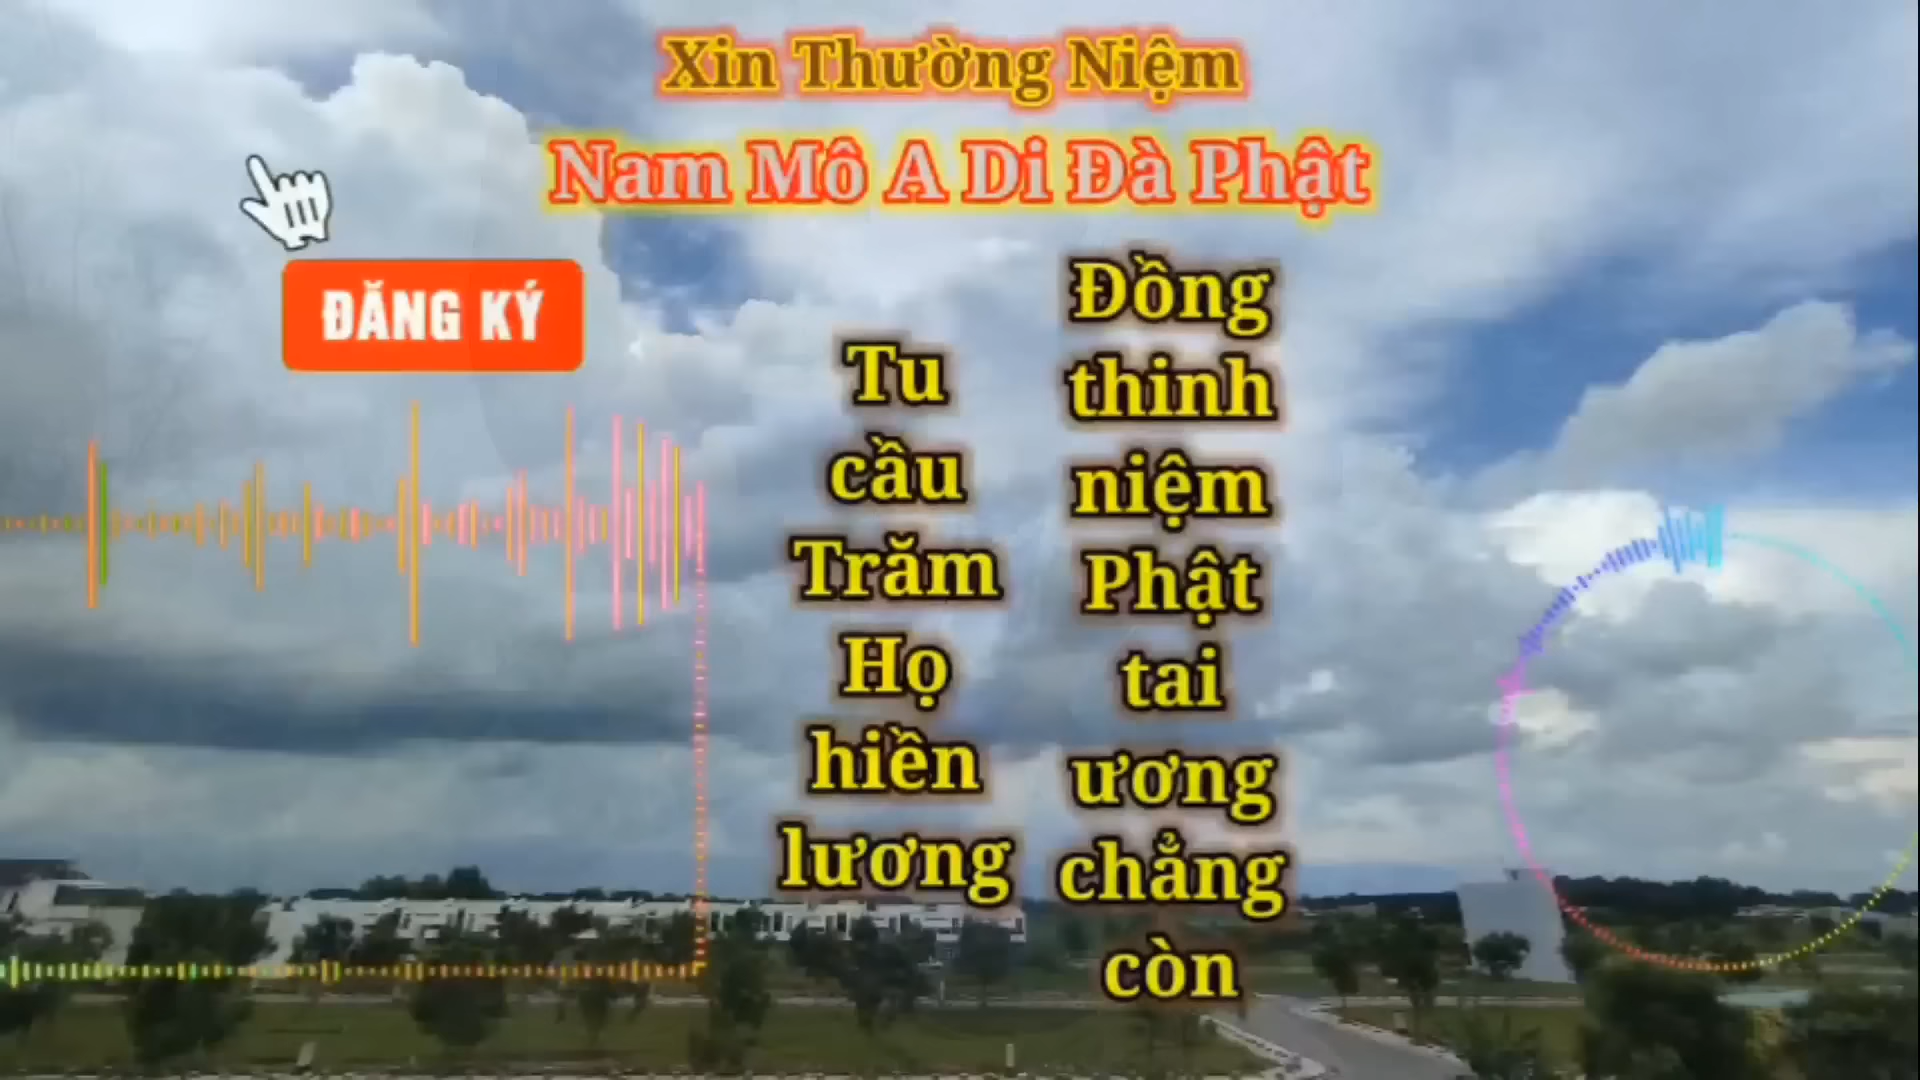 Xin Thường Niệm
Nam Mô A Di Đà Phật
ĐĂNG KÝ
Tu
cầu
Trăm
Họ
hiền
lương
Đồng
thinh
niệm
Phật
tai
ương
chẳng
còn